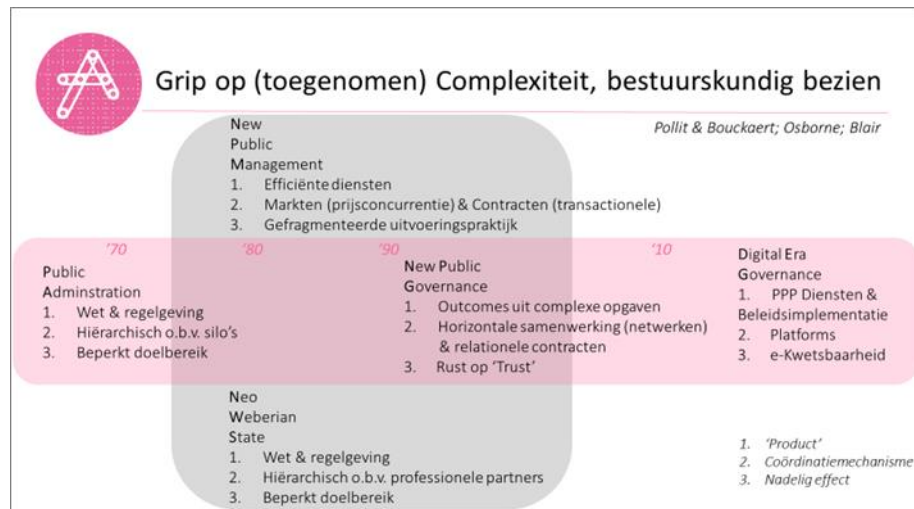 Grip op (toegenomen) Complexiteit, bestuurskundig bezien
Pollit & Bouckaert; Osborne; Blair
New
Public
Management
1. Efficiënte diensten
2. Markten (prijsconcurrentie) & Contracten (transactionele)
3. Gefragmenteerde uitvoeringspraktijk
'70
'80
'90
'10
Public
Adminstration
1. Wet & regelgeving
2. Hiërarchisch o.b.v. silo's
3. Beperkt doelbereik
New Public
Governance
1. Outcomes uit complexe opgaven
2. Horizontale samenwerking (netwerken)
& relationele contracten
3. Rust op 'Trust'
Digital Era
Governance
1. PPP Diensten &
Beleidsimplementatie
2. Platforms
3. e-Kwetsbaarheid
Neo
Weberian
State
1. Wet & regelgeving
2. Hiërarchisch o.b.v. professionele partners
3. Beperkt doelbereik
1. 'Product'
2. Coördinatiemechanisme
3. Nadelig effect